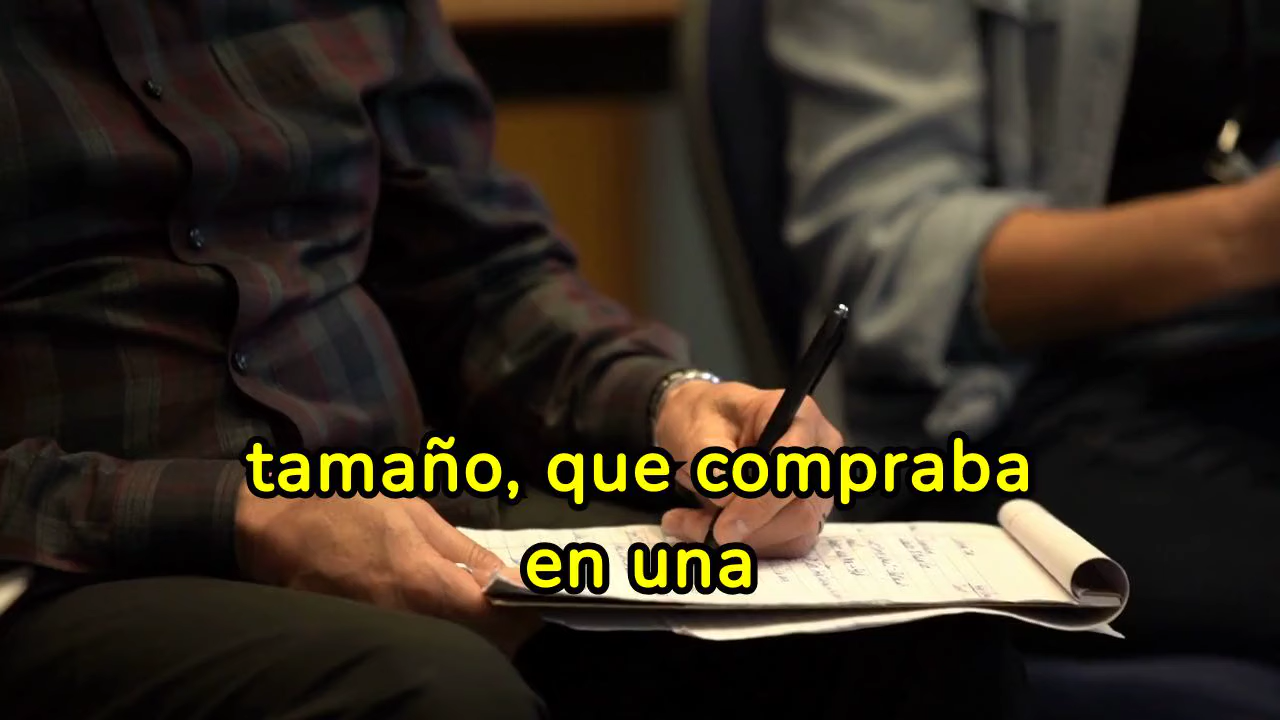 tamaño, que compraba
en una